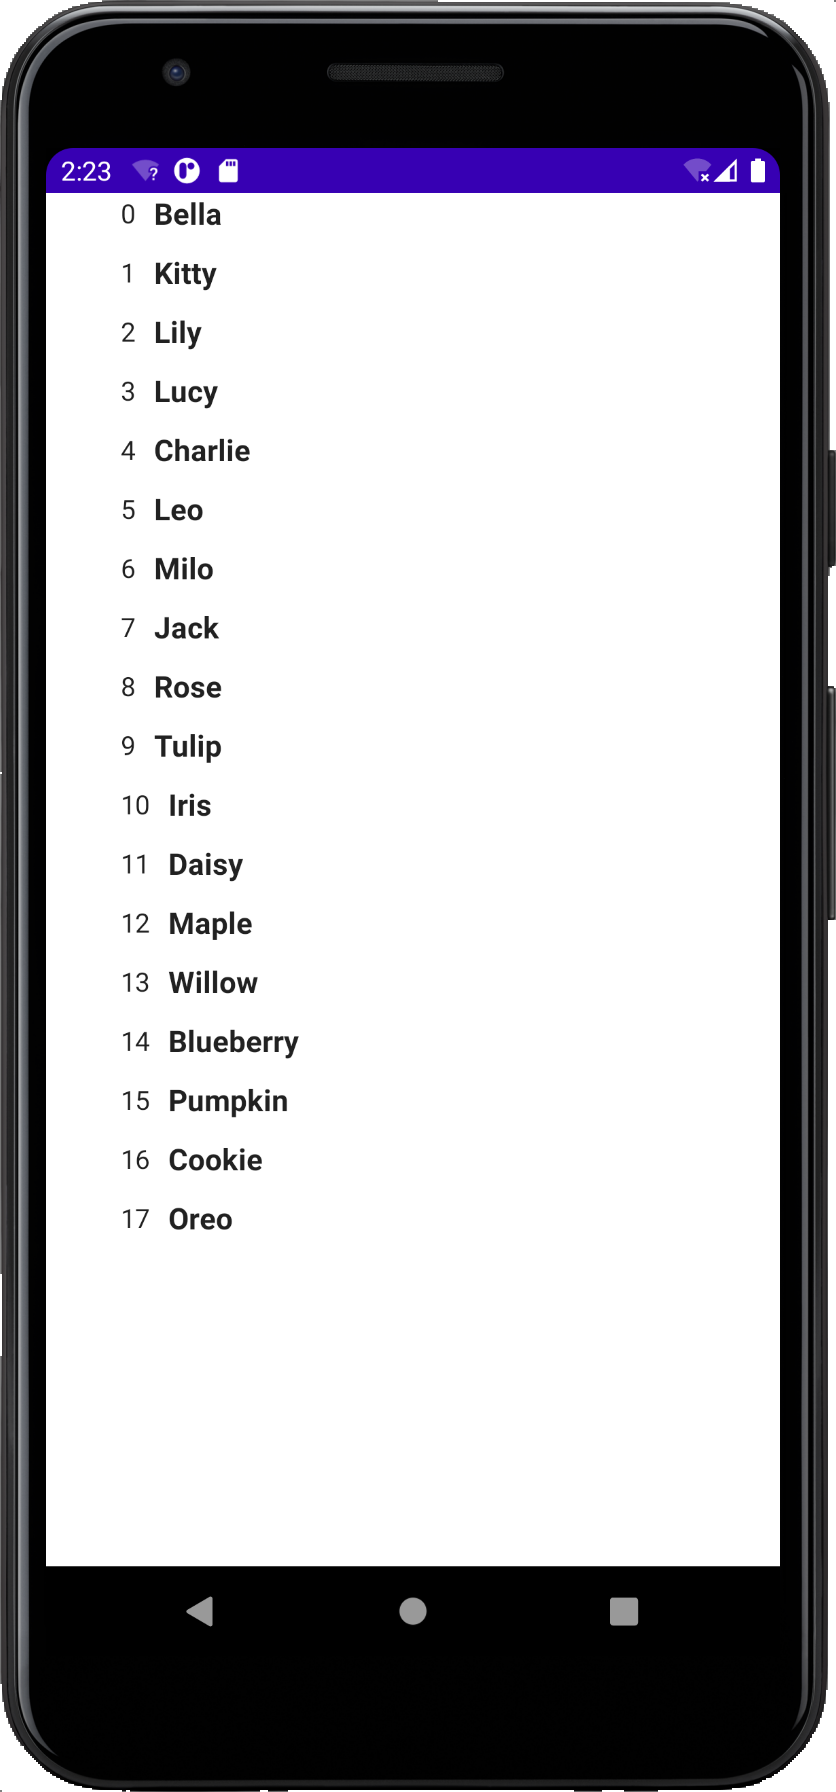 2:23
0 Bella
1 Kitty
2 Lily
3 Lucy
4 Charlie
5 Leo
6 Milo
7 Jack
8 Rose
9 Tulip
10 Iris
11 Daisy
12 Maple
13 Willow
14 Blueberry
15 Pumpkin
16 Cookie
17 Oreo